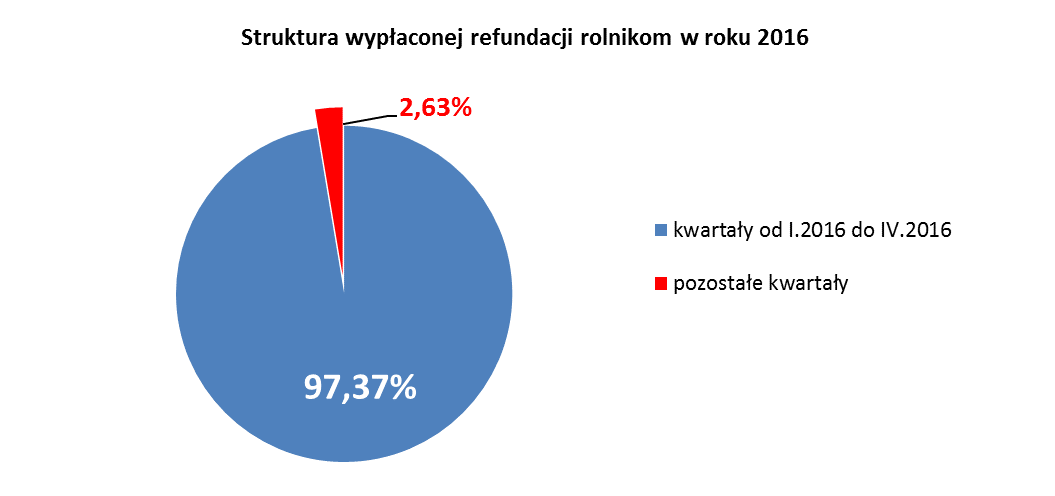 Struktura wypłaconej refundacji rolnikom w roku 2016
2,63%
kwartały od I.2016 do IV.2016
pozostałe kwartały
97,37%